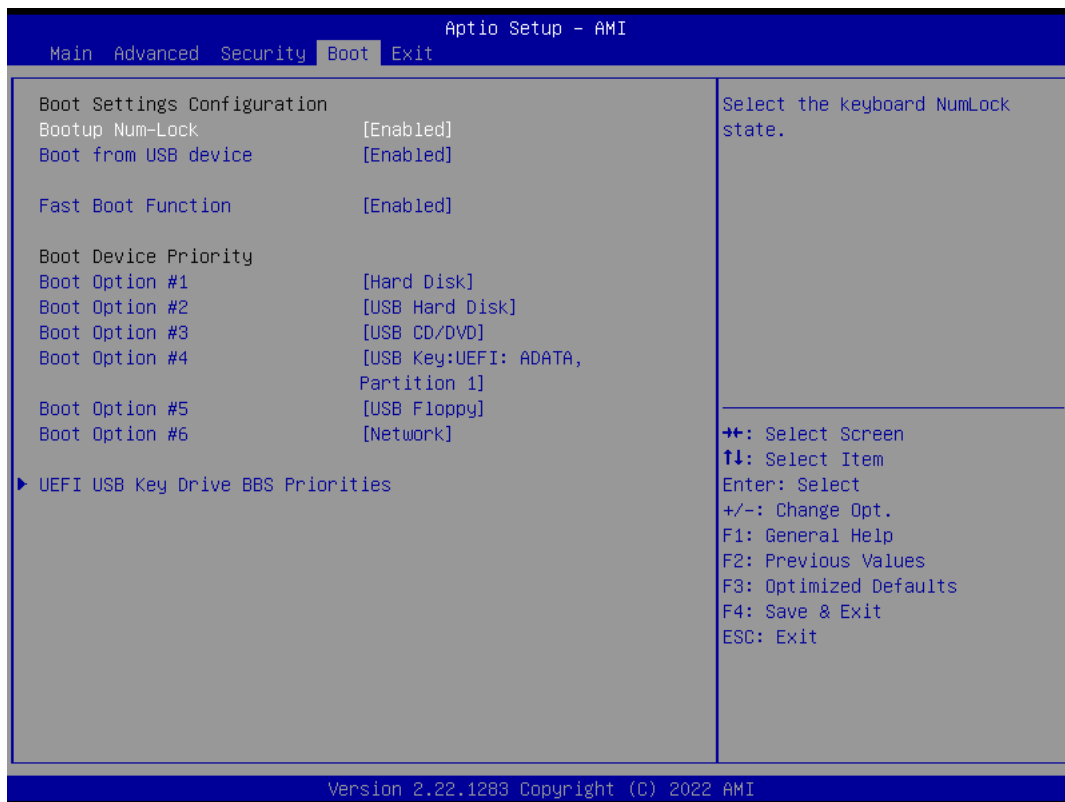 Aptio Setup – AMI
Main Advanced Security Boot Exit
Boot Settings Configuration
Bootup Num-Lock [Enabled]
Boot from USB device [Enabled]
Fast Boot Function [Enabled]
Boot Device Priority
Boot Option #1 [Hard Disk]
Boot Option #2 [USB Hard Disk]
Boot Option #3 [USB CD/DVD]
Boot Option #4 [USB Key:UEFI: ADATA,
Partition 1]
Boot Option #5 [USB Floppy]
Boot Option #6 [Network]
▶ UEFI USB Key Drive BBS Priorities
Select the keyboard NumLock
state.
→←: Select Screen
↑↓: Select Item
Enter: Select
+/-: Change Opt.
F1: General Help
F2: Previous Values
F3: Optimized Defaults
F4: Save & Exit
ESC: Exit
Version 2.22.1283 Copyright (C) 2022 AMI